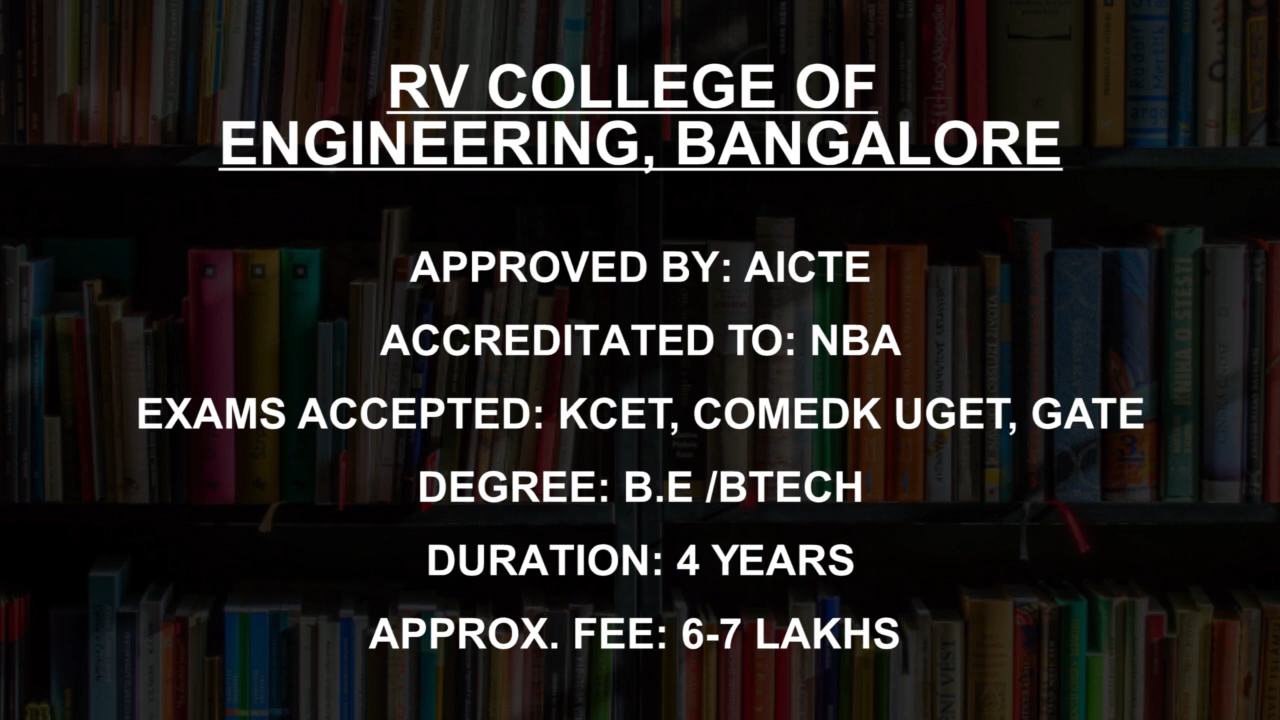 RV COLLEGE OF
ENGINEERING, BANGALORE
APPROVED BY: AICTE
ACCREDITATED TO: NBA
EXAMS ACCEPTED: KCET, COMEDK UGET, GATE
DEGREE: B.E /BTECH
DURATION: 4 YEARS
APPROX. FEE: 6-7 LAKHS